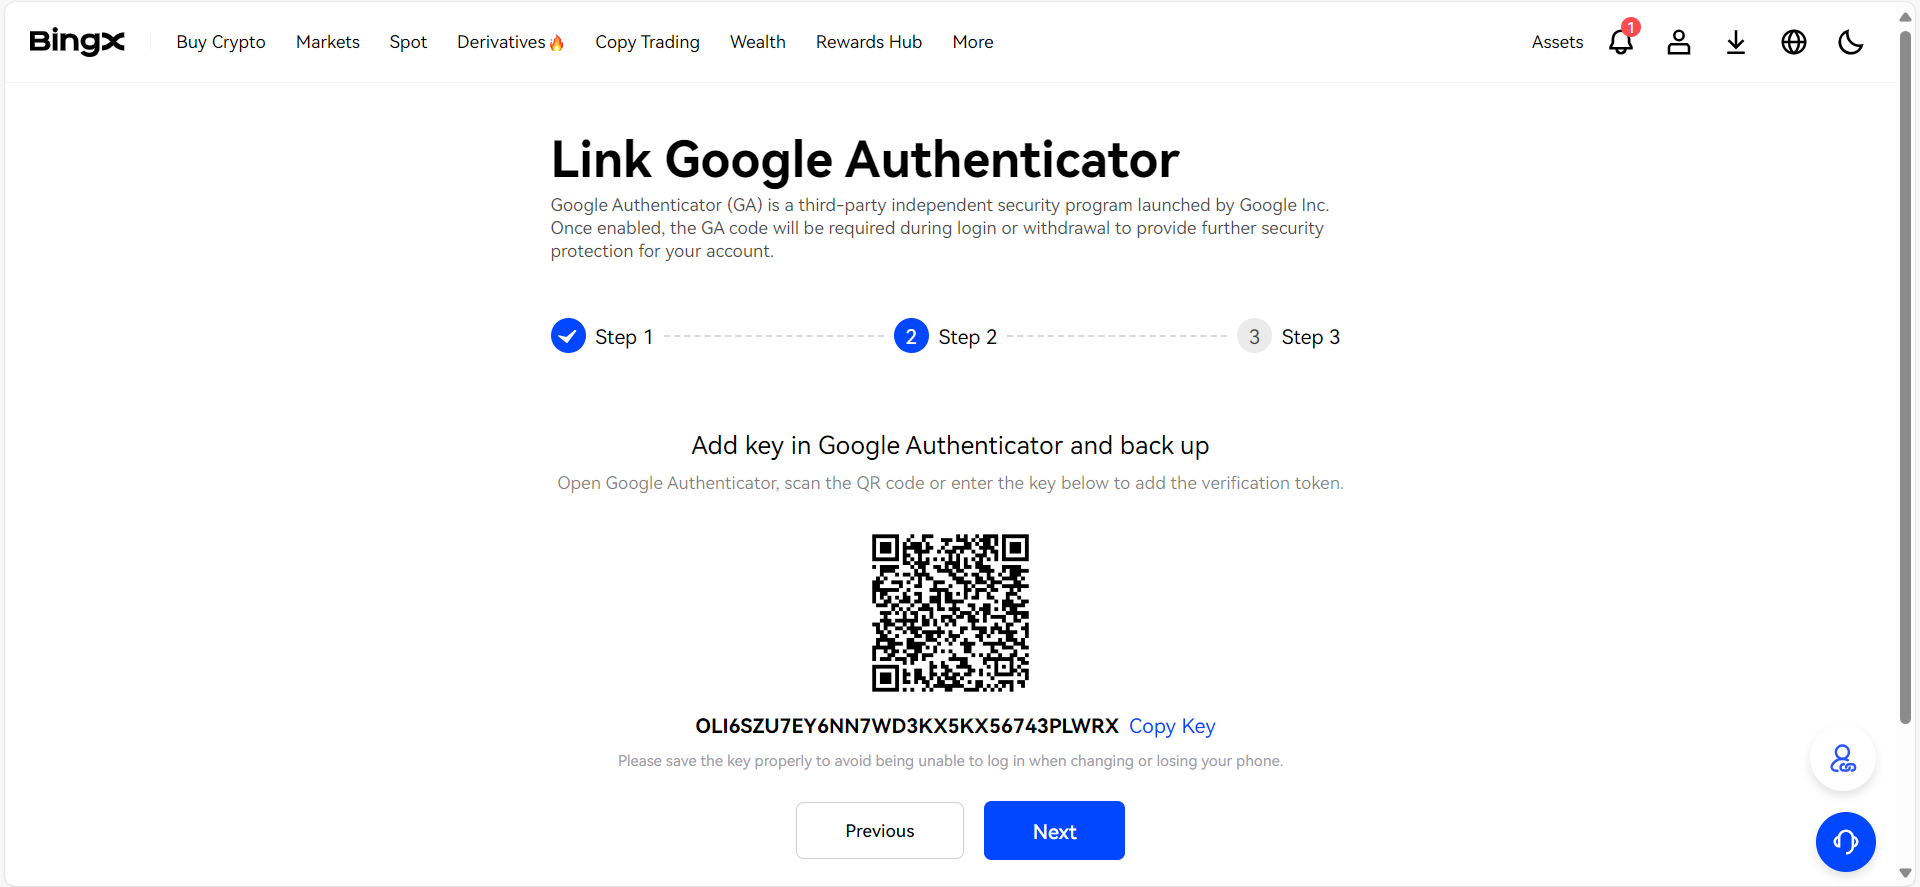 BingX
Buy Crypto
Markets
Spot
Derivatives🔥
Copy Trading
Wealth
Rewards Hub
More
Assets
1
Link Google Authenticator
Google Authenticator (GA) is a third-party independent security program launched by Google Inc.
Once enabled, the GA code will be required during login or withdrawal to provide further security
protection for your account.
Step 1
2 Step 2
3 Step 3
Add key in Google Authenticator and back up
Open Google Authenticator, scan the QR code or enter the key below to add the verification token.
OLI6SZU7EY6NN7WD3KX5KX56743PLWRX Copy Key
Please save the key properly to avoid being unable to log in when changing or losing your phone.
Previous
Next